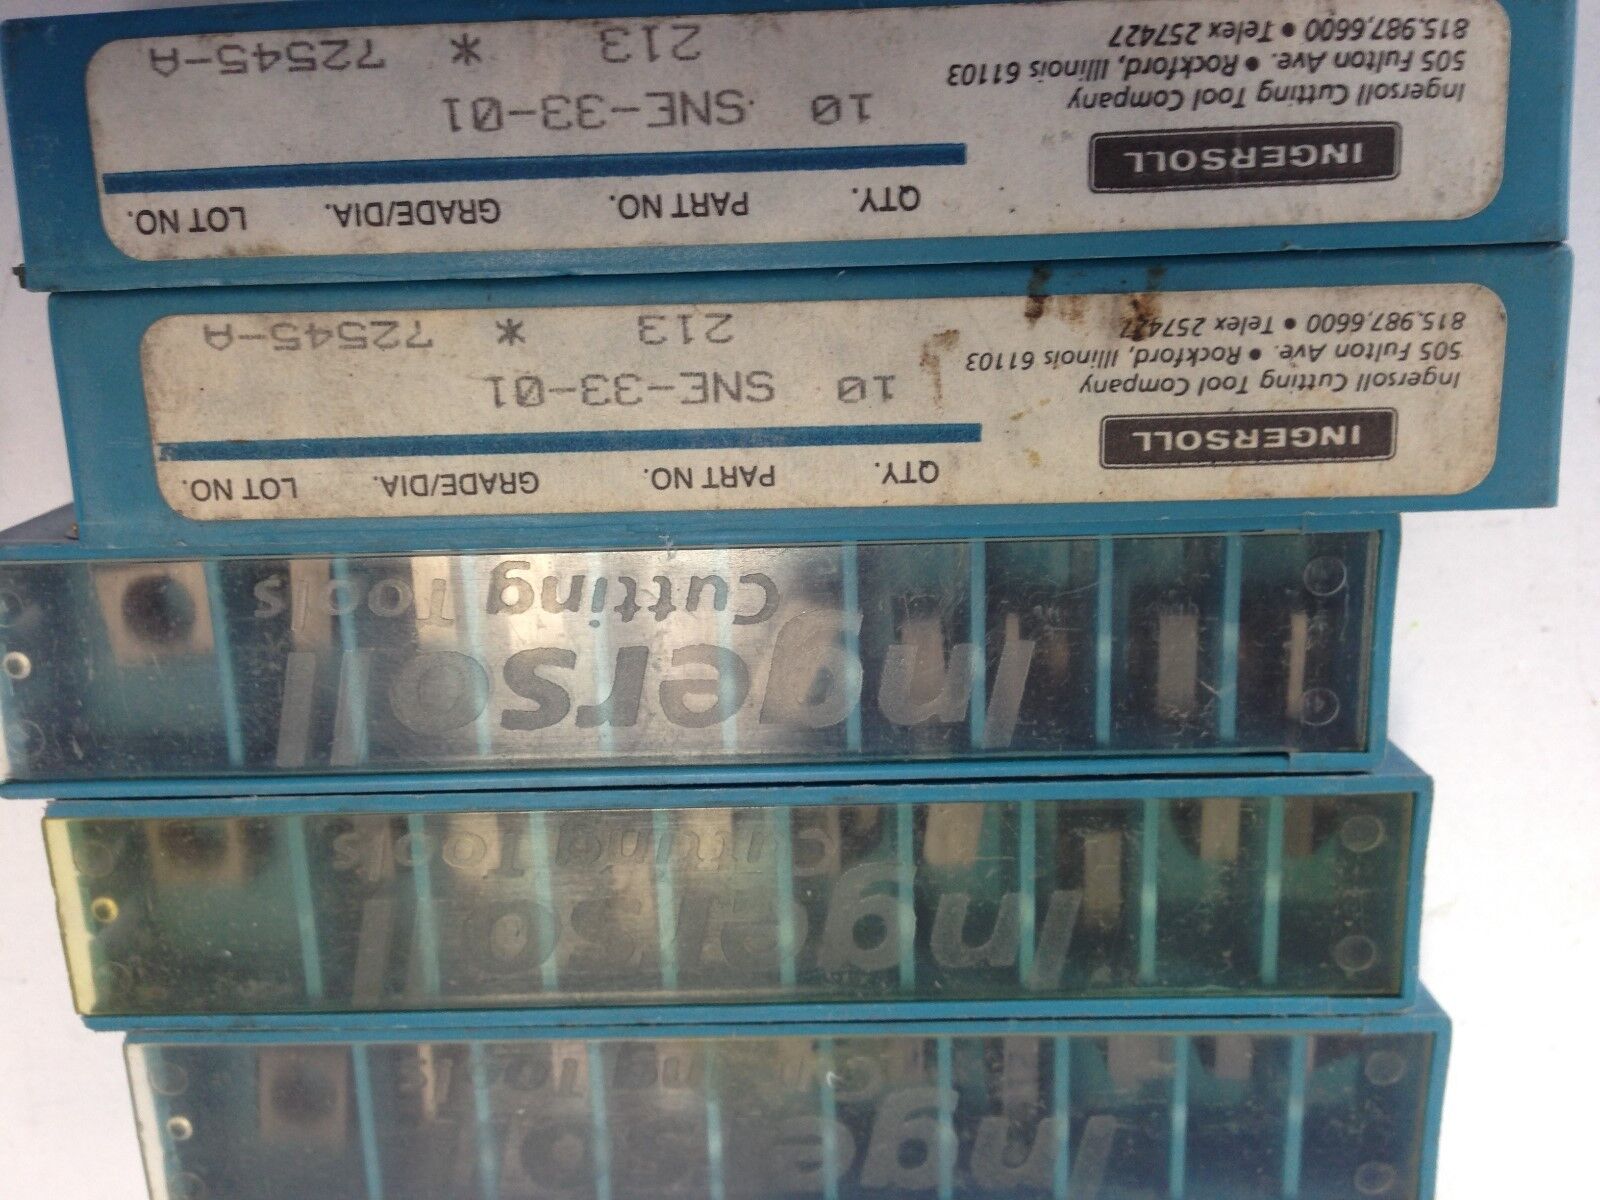 INGERSOLL
Ingersoll Cutting Tool Company
505 Fulton Ave. • Rockford, Illinois 61103
815.987.6600 • Telex 257427
QTY. PART NO. GRADE/DIA. LOT NO.
10 SNE-33-01
213 * 72545-A
INGERSOLL
Ingersoll Cutting Tool Company
505 Fulton Ave. • Rockford, Illinois 61103
815.987.6600 • Telex 257427
QTY. PART NO. GRADE/DIA. LOT NO.
10 SNE-33-01
213 * 72545-A
Ingersoll
Cutting Tools
Ingersoll
Cutting Tools
Ingersoll
Cutting Tools